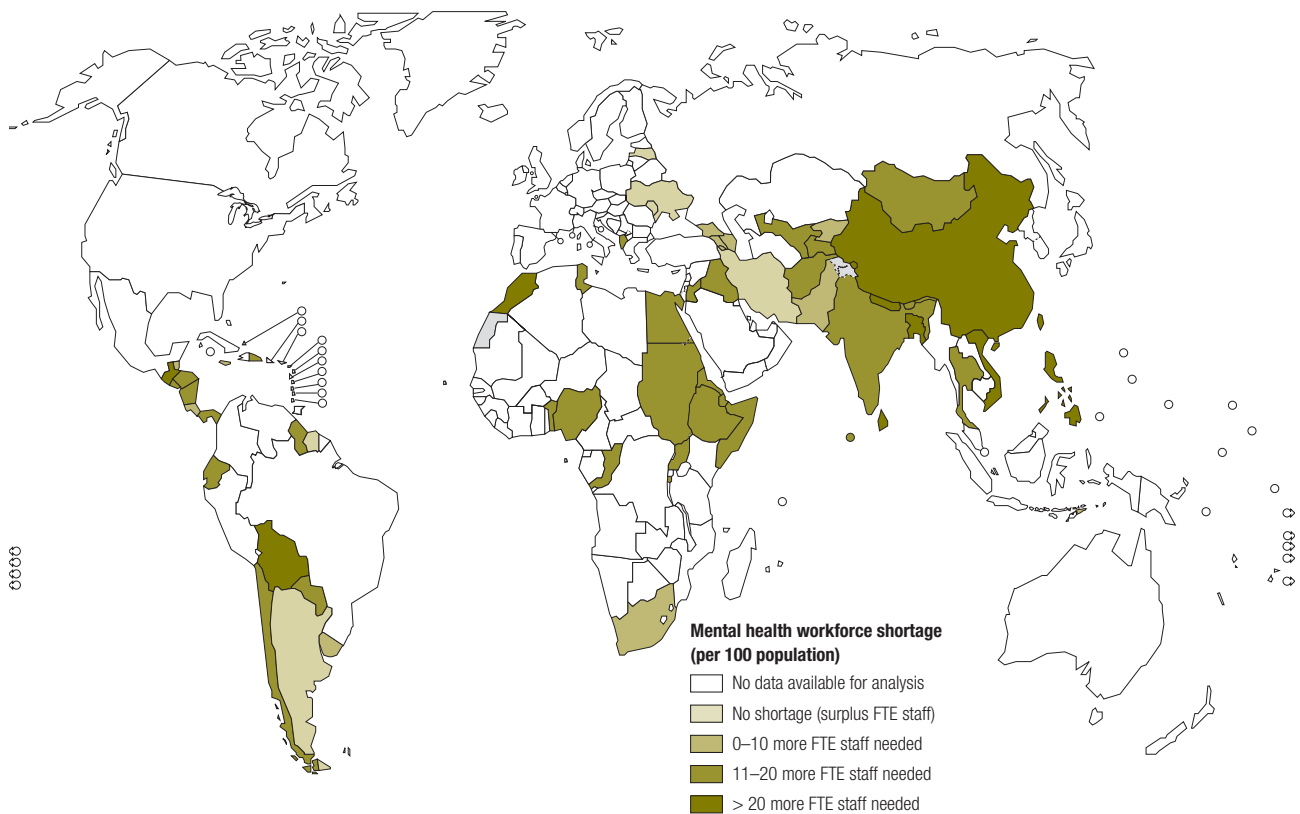 Mental health workforce shortage
(per 100 population)
No data available for analysis
No shortage (surplus FTE staff)
0–10 more FTE staff needed
11–20 more FTE staff needed
> 20 more FTE staff needed